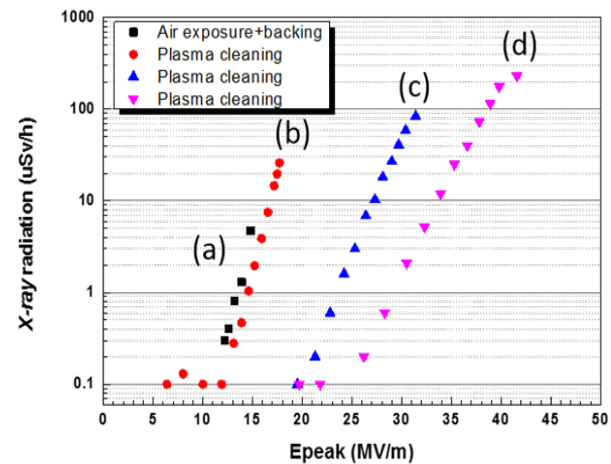 1000
100
10
1
0.1
X-ray radiation (uSv/h)
Air exposure+backing
Plasma cleaning
Plasma cleaning
Plasma cleaning
(a)
(b)
(c)
(d)
0 5 10 15 20 25 30 35 40 45 50
Epeak (MV/m)